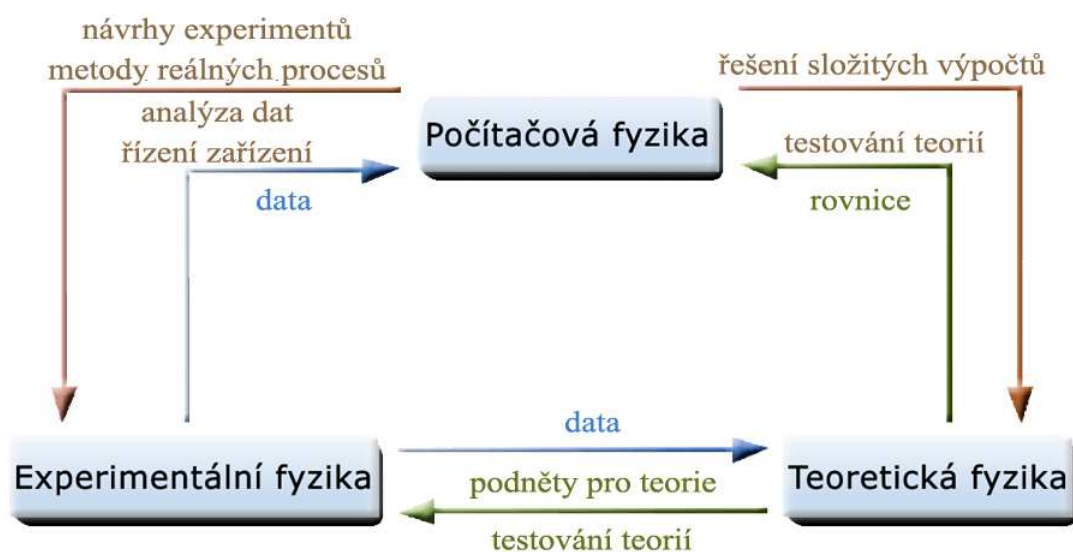 návrhy experimentů
metody reálných procesů
analýza dat
řízení zařízení
data
Počítačová fyzika
řešení složitých výpočtů
testování teorií
rovnice
Experimentální fyzika
data
podněty pro teorie
testování teorií
Teoretická fyzika